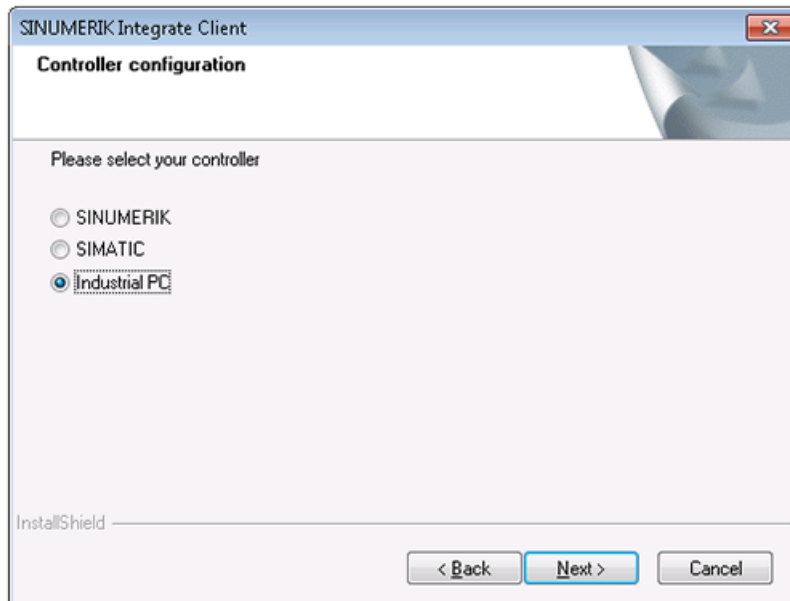 SINUMERIK Integrate Client
Controller configuration
Please select your controller
SINUMERIK
SIMATIC
Industrial PC
InstallShield
< Back Next > Cancel